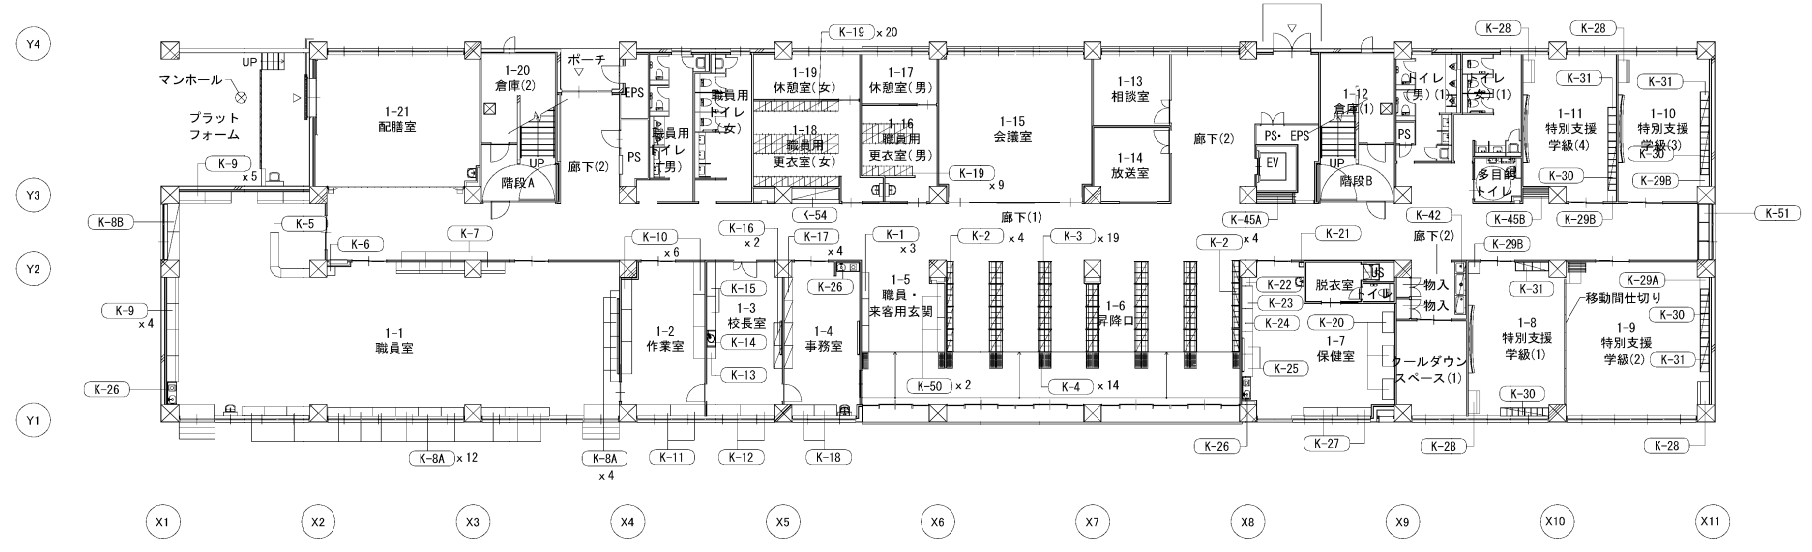 Y4
Y3
Y2
Y1
X1
X2
X3
X4
X5
X6
X7
X8
X9
X10
X11
UP
マンホール
プラット
フォーム
K-9
x 5
1-21
配膳室
1-20
倉庫(2)
UP
階段A
ポーチ
廊下(2)
EPS
PS
職員用
トイレ
(男)
職員用
トイレ
(女)
K-19 x 20
1-19
休憩室(女)
1-18
職員用
更衣室(女)
1-17
休憩室(男)
1-16
職員用
更衣室(男)
K-19
x 9
K-54
1-15
会議室
1-13
相談室
1-14
放送室
廊下(2)
PS・EPS
EV
K-45A
1-12
倉庫(1)
UP
階段B
PS
トイレ
(男)(1)
トイレ
女(1)
多目的
トイレ
K-28
K-28
K-31
1-11
特別支援
学級(4)
K-30
K-31
1-10
特別支援
学級(3)
K-30
K-29B
K-45B
K-29B
K-51
K-8B
K-5
K-6
K-7
K-10
x 6
K-16
x 2
K-17
x 4
K-1
x 3
廊下(1)
K-2 x 4
K-3 x 19
K-2
x 4
K-21
K-42
廊下(2)
K-29B
K-9
x 4
K-26
1-1
職員室
1-2
作業室
K-15
1-3
校長室
K-14
K-13
K-26
1-4
事務室
1-5
職員・
来客用玄関
K-50 x 2
1-6
昇降口
K-4 x 14
K-22
K-23
K-24
K-25
脱衣室
US
トイレ
K-20
1-7
保健室
物入
物入
クールダウン
スペース(1)
K-31
1-8
特別支援
学級(1)
K-30
移動間仕切り
K-29A
K-30
1-9
特別支援
学級(2)
K-31
K-8A x 12
K-8A
x 4
K-11
K-12
K-18
K-26
K-27
K-28
K-28